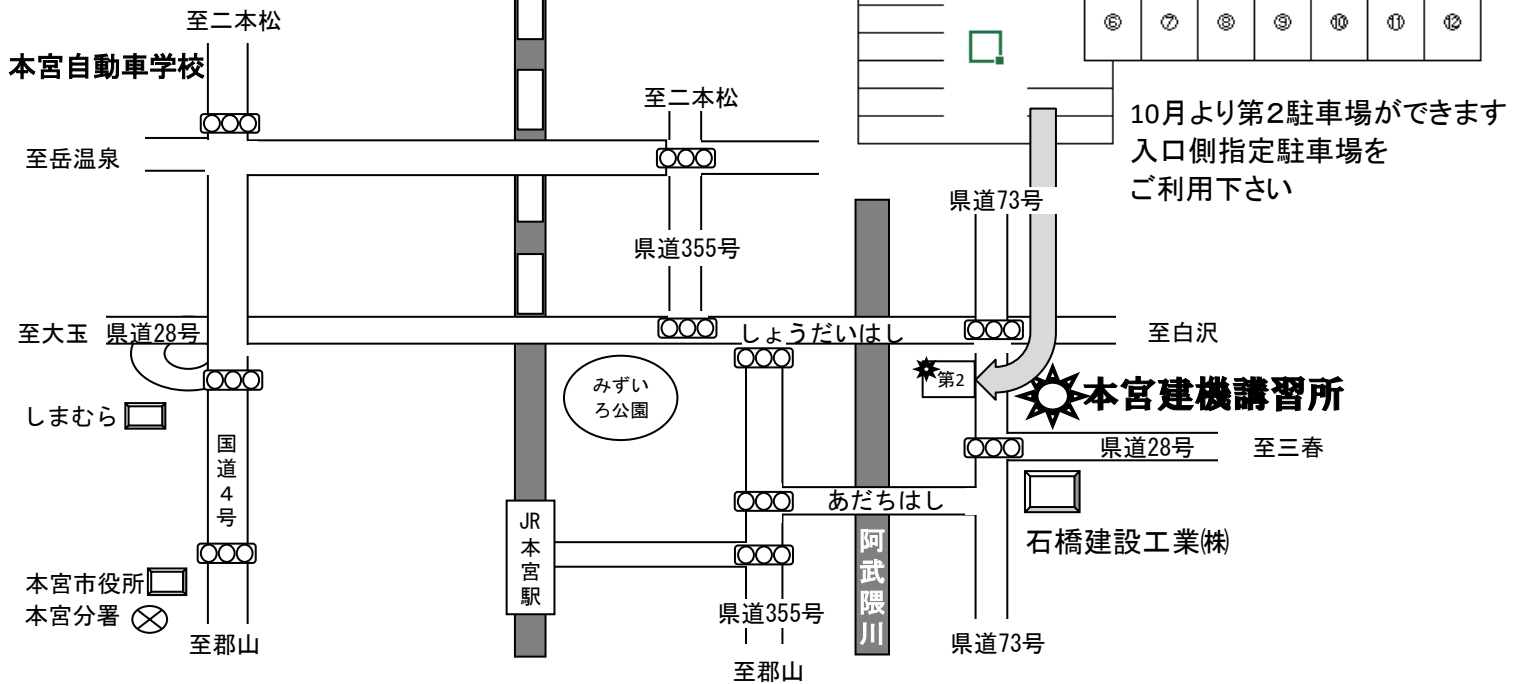 至二本松
⑥ ⑦ ⑧ ⑨ ⑩ ⑪ ⑫
本宮自動車学校
至二本松
10月より第2駐車場ができます
入口側指定駐車場を
ご利用下さい
至岳温泉
県道73号
県道355号
至大玉
県道28号
しょうだいはし
至白沢
第2
本宮建機講習所
みずい
ろ公園
しまむら
国道4号
県道28号
至三春
あだちはし
JR本宮駅
阿武隈川
石橋建設工業㈱
本宮市役所
本宮分署
県道355号
至郡山
県道73号
至郡山